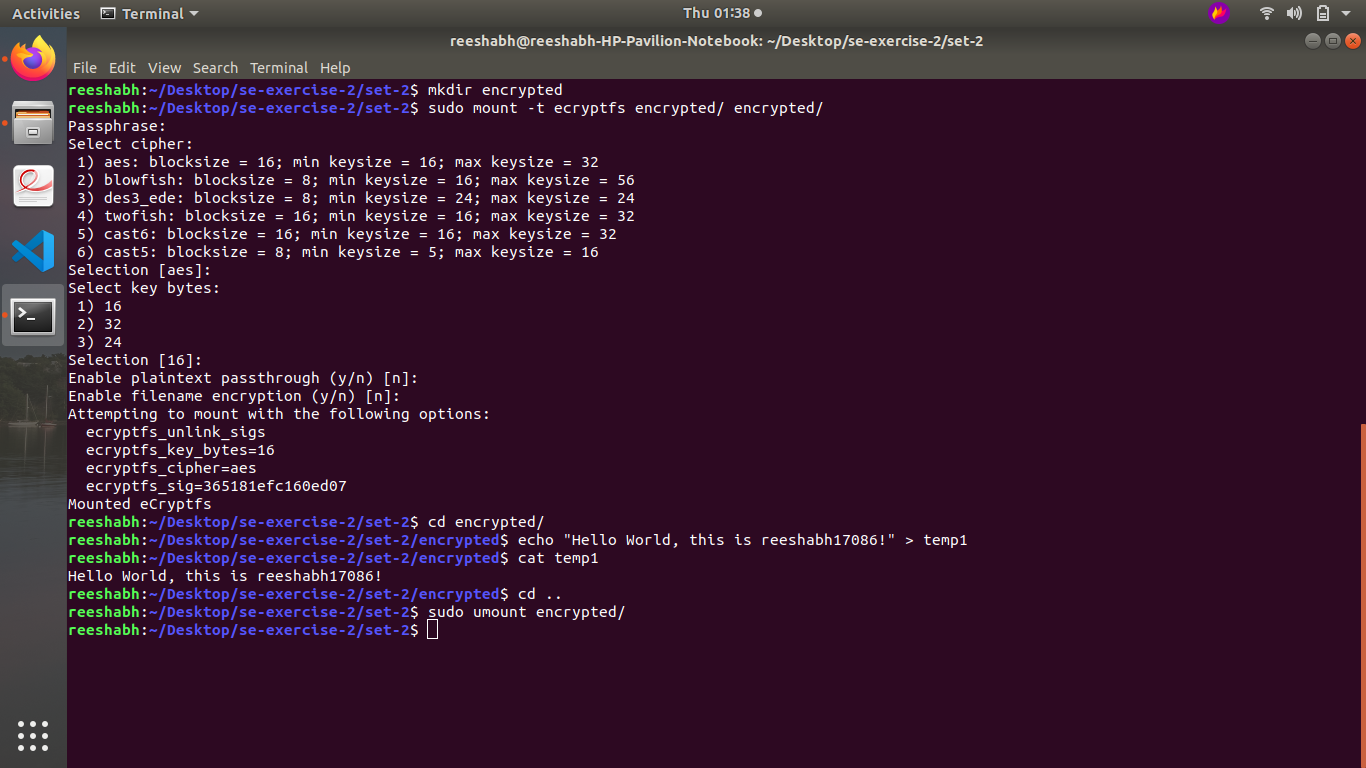 Activities Terminal Thu 01:38
reeshabh@reeshabh-HP-Pavilion-Notebook: ~/Desktop/se-exercise-2/set-2
File Edit View Search Terminal Help
reeshabh:~/Desktop/se-exercise-2/set-2$ mkdir encrypted
reeshabh:~/Desktop/se-exercise-2/set-2$ sudo mount -t ecryptfs encrypted/ encrypted/
Passphrase:
Select cipher:
 1) aes: blocksize = 16; min keysize = 16; max keysize = 32
 2) blowfish: blocksize = 8; min keysize = 16; max keysize = 56
 3) des3_ede: blocksize = 8; min keysize = 24; max keysize = 24
 4) twofish: blocksize = 16; min keysize = 16; max keysize = 32
 5) cast6: blocksize = 16; min keysize = 16; max keysize = 32
 6) cast5: blocksize = 8; min keysize = 5; max keysize = 16
Selection [aes]:
Select key bytes:
 1) 16
 2) 32
 3) 24
Selection [16]:
Enable plaintext passthrough (y/n) [n]:
Enable filename encryption (y/n) [n]:
Attempting to mount with the following options:
  ecryptfs_unlink_sigs
  ecryptfs_key_bytes=16
  ecryptfs_cipher=aes
  ecryptfs_sig=365181efc160ed07
Mounted eCryptfs
reeshabh:~/Desktop/se-exercise-2/set-2$ cd encrypted/
reeshabh:~/Desktop/se-exercise-2/set-2/encrypted$ echo "Hello World, this is reeshabh17086!" > temp1
reeshabh:~/Desktop/se-exercise-2/set-2/encrypted$ cat temp1
Hello World, this is reeshabh17086!
reeshabh:~/Desktop/se-exercise-2/set-2/encrypted$ cd ..
reeshabh:~/Desktop/se-exercise-2/set-2$ sudo umount encrypted/
reeshabh:~/Desktop/se-exercise-2/set-2$